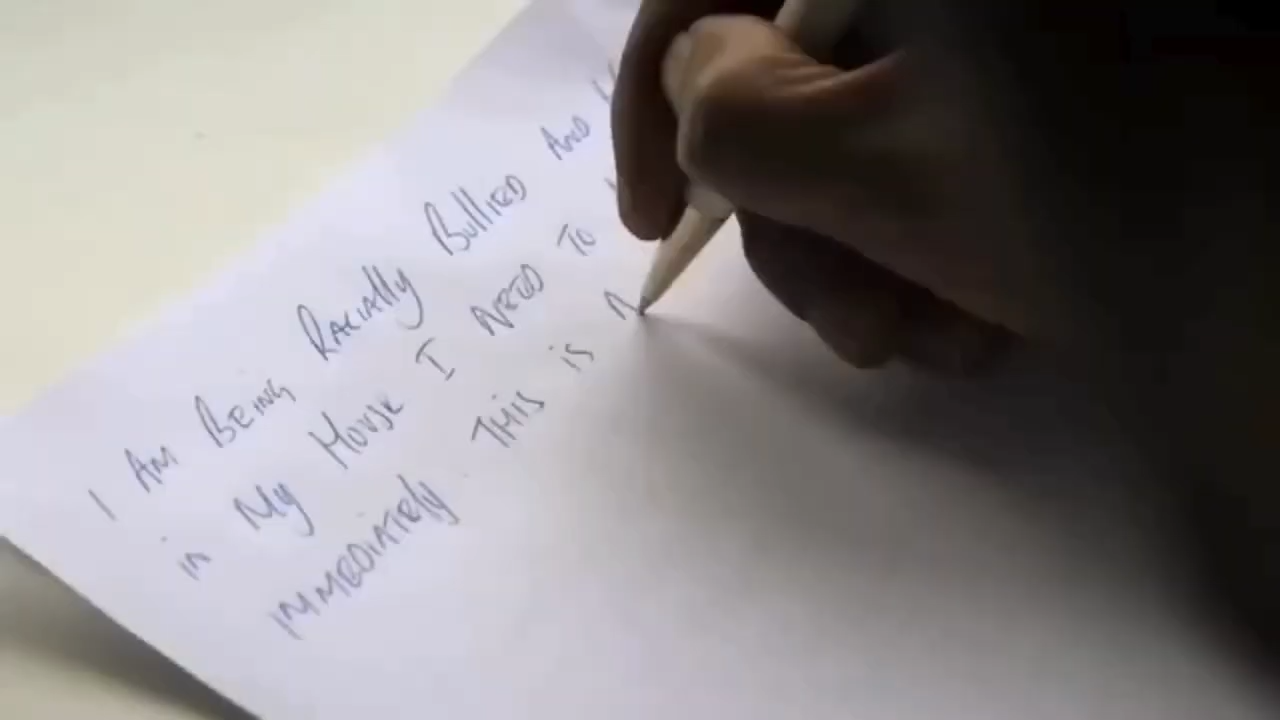 I AM BEING RACIALLY BULLIED AND
in My HOUSE I NEED TO
IMMEDIATELY. THIS is